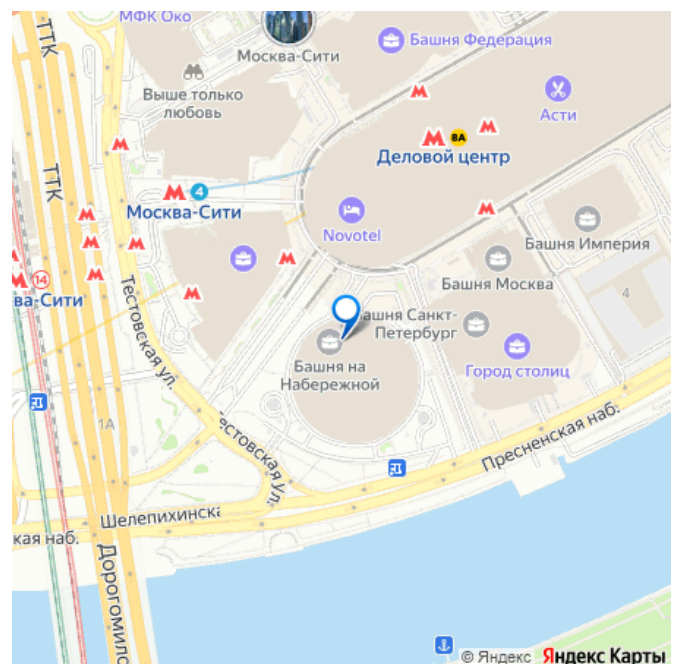 ТТК
МФК Око
Москва-Сити
Башня Федерация
Выше только
любовь
Асти
8А
Деловой центр
ТТК
4
Москва-Сити
Novotel
Башня Империя
Башня Москва
14
ва-Сити
4
Тестовская ул.
Башня Санкт-
Петербург
Башня на
Набережной
Город столиц
1А
Тестовская ул.
Пресненская наб.
Шелепихинска
кая наб.
Дорогомилс
© Яндекс Яндекс Карты